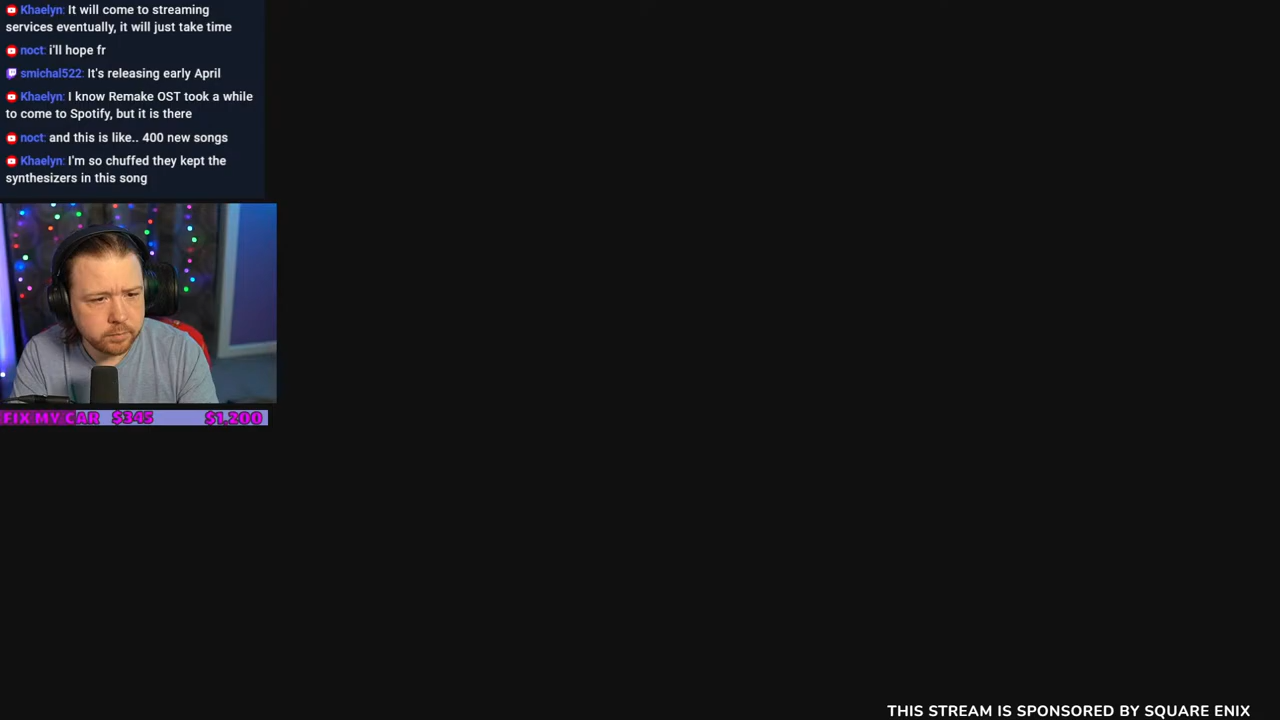 Khaelyn: It will come to streaming
services eventually, it will just take time
noct: i'll hope fr
smichal522: It's releasing early April
Khaelyn: I know Remake OST took a while
to come to Spotify, but it is there
noct: and this is like.. 400 new songs
Khaelyn: I'm so chuffed they kept the
synthesizers in this song
FIX MY CAR $345 $1,200
THIS STREAM IS SPONSORED BY SQUARE ENIX